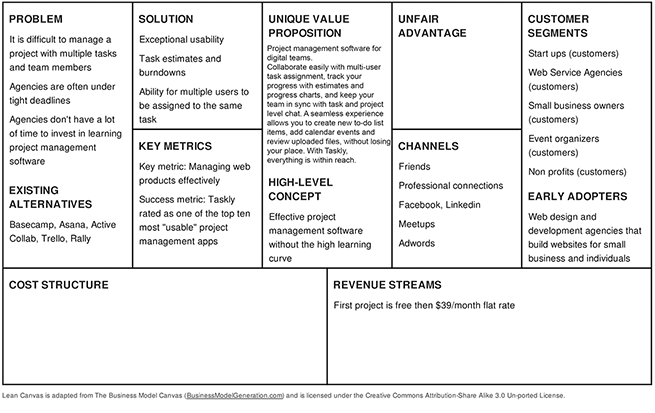 PROBLEM
It is difficult to manage a
project with multiple tasks
and team members
Agencies are often under
tight deadlines
Agencies don't have a lot
of time to invest in learning
project management
software
EXISTING
ALTERNATIVES
Basecamp, Asana, Active
Collab, Trello, Rally
SOLUTION
Exceptional usability
Task estimates and
burndowns
Ability for multiple users to
be assigned to the same
task
KEY METRICS
Key metric: Managing web
products effectively
Success metric: Taskly
rated as one of the top ten
most "usable" project
management apps
UNIQUE VALUE
PROPOSITION
Project management software for
digital teams.
Collaborate easily with multi-user
task assignment, track your
progress with estimates and
progress charts, and keep your
team in sync with task and project
level chat. A seamless experience
allows you to create new to-do list
items, add calendar events and
review uploaded files, without losing
your place. With Taskly,
everything is within reach.
HIGH-LEVEL
CONCEPT
Effective project
management software
without the high learning
curve
UNFAIR
ADVANTAGE
CHANNELS
Friends
Professional connections
Facebook, Linkedin
Meetups
Adwords
CUSTOMER
SEGMENTS
Start ups (customers)
Web Service Agencies
(customers)
Small business owners
(customers)
Event organizers
(customers)
Non profits (customers)
EARLY ADOPTERS
Web design and
development agencies that
build websites for small
business and individuals
COST STRUCTURE
REVENUE STREAMS
First project is free then $39/month flat rate
Lean Canvas is adapted from The Business Model Canvas (BusinessModelGeneration.com) and is licensed under the Creative Commons Attribution-Share Alike 3.0 Un-ported License.